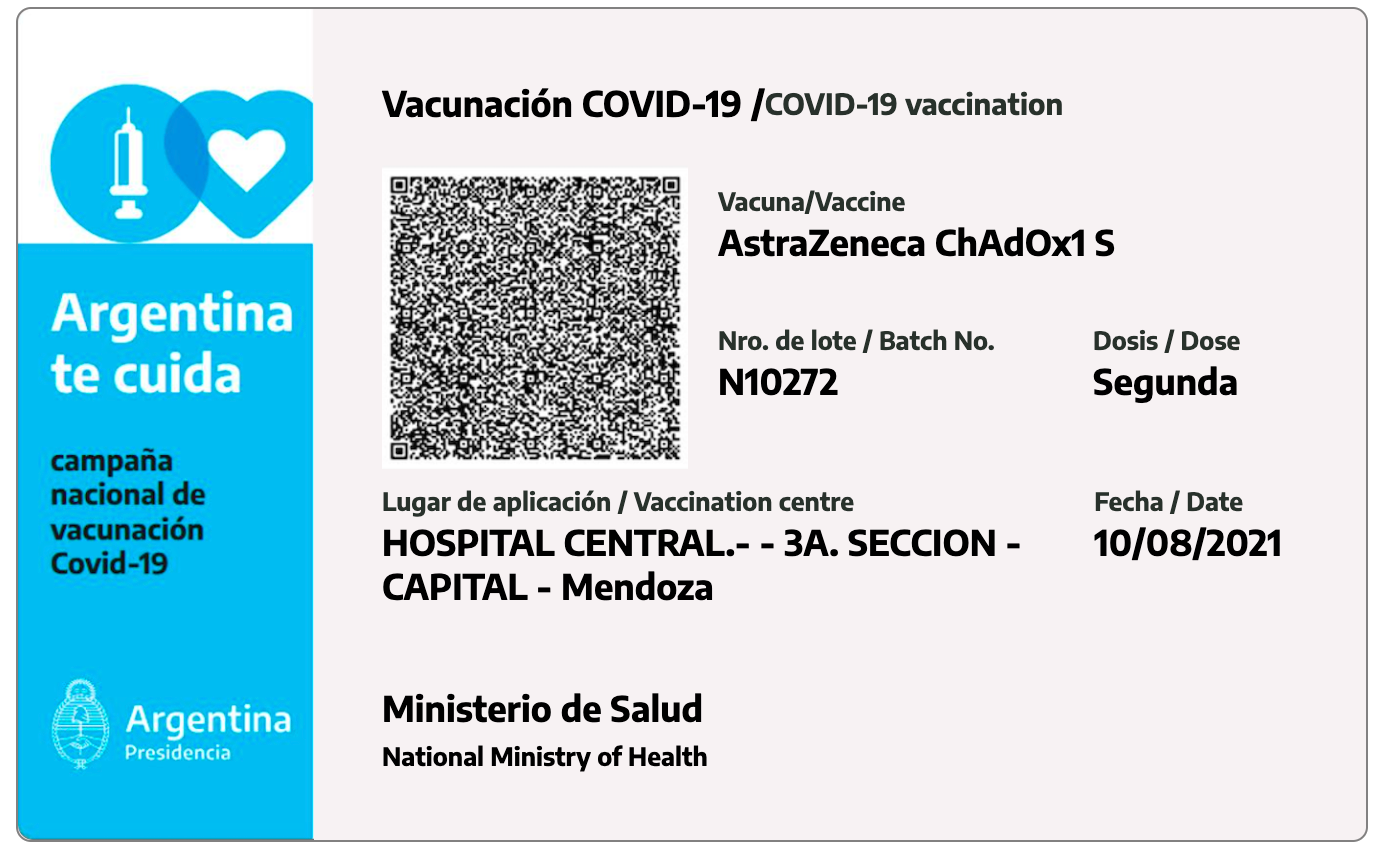 Vacunación COVID-19 /COVID-19 vaccination
Argentina
te cuida
campaña
nacional de
vacunación
Covid-19
Argentina
Presidencia
Vacuna/Vaccine
AstraZeneca ChAdOx1 S
Nro. de lote / Batch No.
N10272
Dosis / Dose
Segunda
Lugar de aplicación / Vaccination centre
HOSPITAL CENTRAL.- - 3A. SECCION -
CAPITAL - Mendoza
Fecha / Date
10/08/2021
Ministerio de Salud
National Ministry of Health